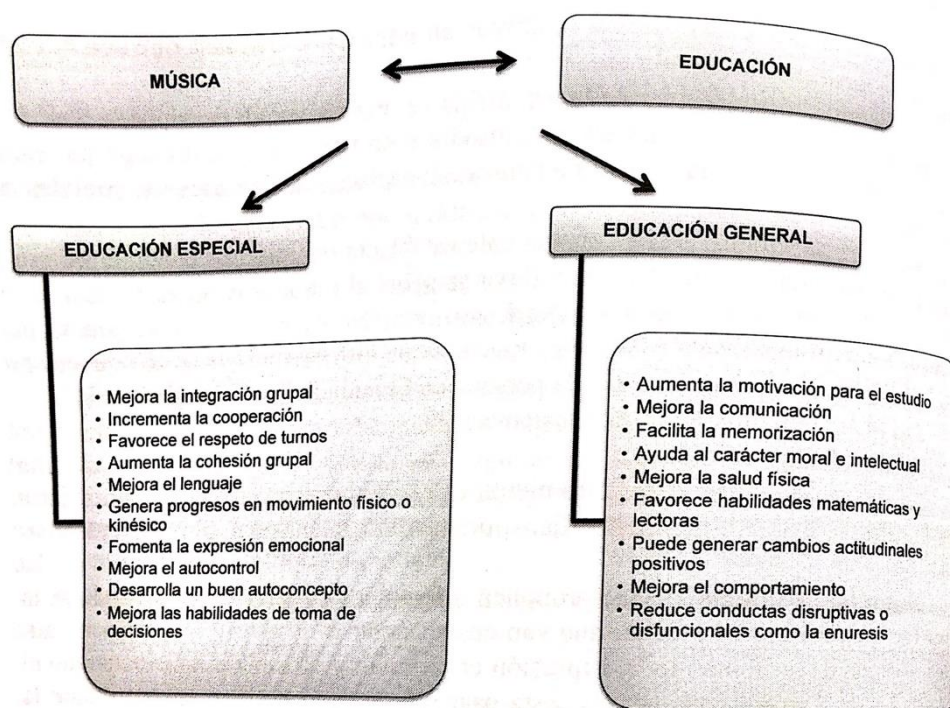 MÚSICA
EDUCACIÓN
EDUCACIÓN ESPECIAL
EDUCACIÓN GENERAL
• Mejora la integración grupal
• Incrementa la cooperación
• Favorece el respeto de turnos
• Aumenta la cohesión grupal
• Mejora el lenguaje
• Genera progresos en movimiento físico o
kinésico
• Fomenta la expresión emocional
• Mejora el autocontrol
• Desarrolla un buen autoconcepto
• Mejora las habilidades de toma de
decisiones
• Aumenta la motivación para el estudio
• Mejora la comunicación
• Facilita la memorización
• Ayuda al carácter moral e intelectual
• Mejora la salud física
• Favorece habilidades matemáticas y
lectoras
• Puede generar cambios actitudinales
positivos
• Mejora el comportamiento
• Reduce conductas disruptivas o
disfuncionales como la enuresis